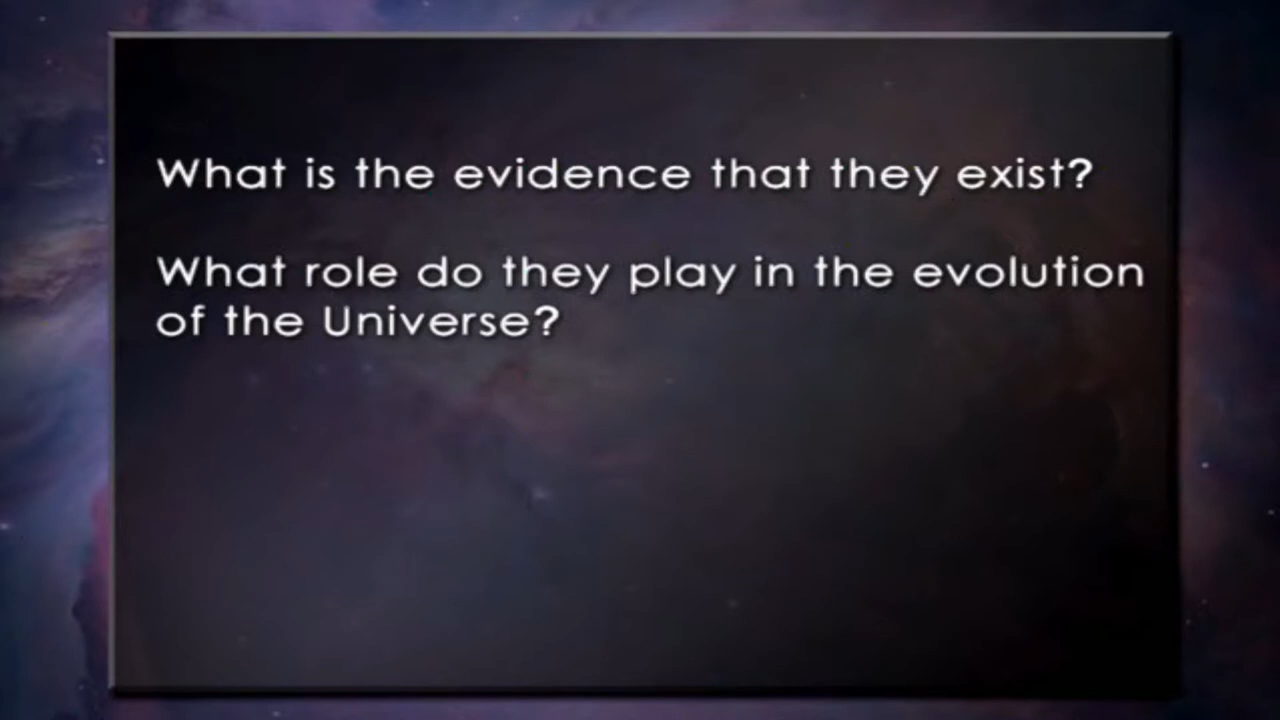 What is the evidence that they exist?
What role do they play in the evolution
of the Universe?